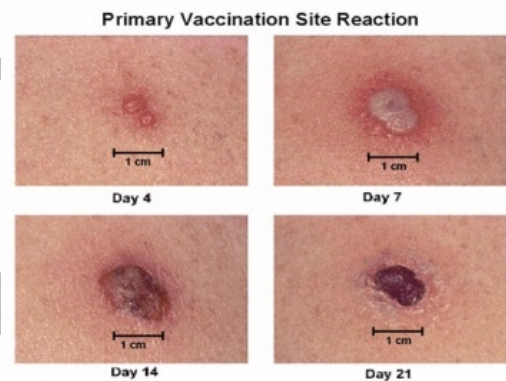 Primary Vaccination Site Reaction
1 cm
1 cm
Day 4
Day 7
1 cm
1 cm
Day 14
Day 21